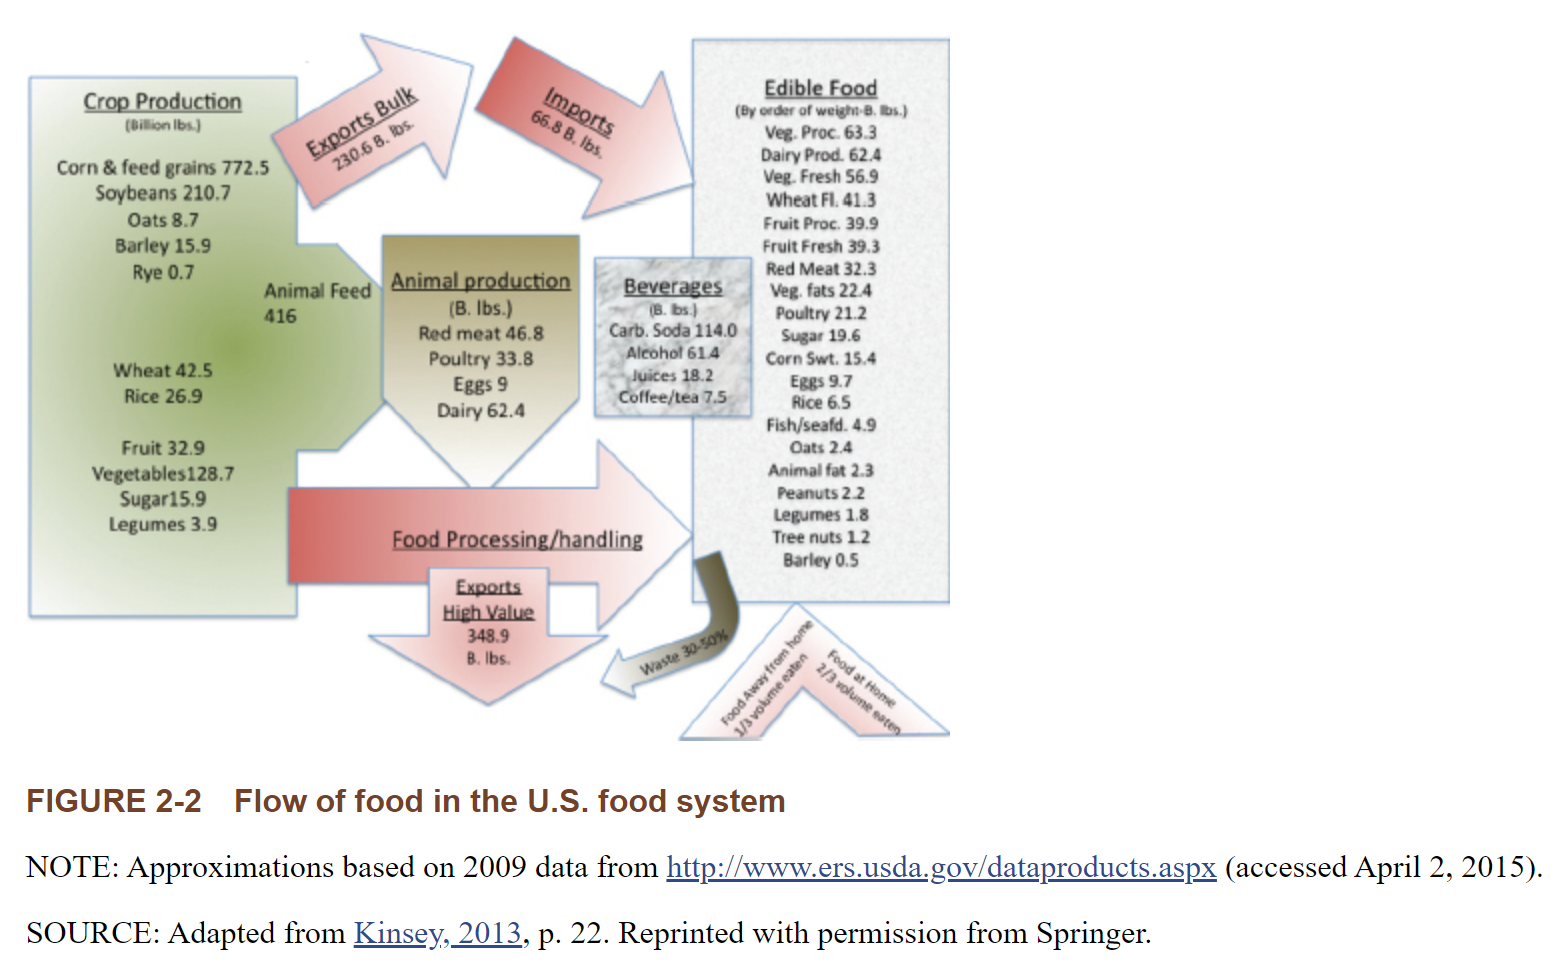 Crop Production
(Billion lbs.)
Corn & feed grains 772.5
Soybeans 210.7
Oats 8.7
Barley 15.9
Rye 0.7
Wheat 42.5
Rice 26.9
Fruit 32.9
Vegetables128.7
Sugar15.9
Legumes 3.9
Animal Feed
416
Exports Bulk
230.6 B. lbs.
Imports
66.8 B. lbs.
Animal production
(B. lbs.)
Red meat 46.8
Poultry 33.8
Eggs 9
Dairy 62.4
Beverages
(B. lbs.)
Carb. Soda 114.0
Alcohol 61.4
Juices 18.2
Coffee/tea 7.5
Edible Food
(By order of weight-B. lbs.)
Veg. Proc. 63.3
Dairy Prod. 62.4
Veg. Fresh 56.9
Wheat Fl. 41.3
Fruit Proc. 39.9
Fruit Fresh 39.3
Red Meat 32.3
Veg. fats 22.4
Poultry 21.2
Sugar 19.6
Corn Swt. 15.4
Eggs 9.7
Rice 6.5
Fish/seafd. 4.9
Oats 2.4
Animal fat 2.3
Peanuts 2.2
Legumes 1.8
Tree nuts 1.2
Barley 0.5
Food Processing/handling
Exports
High Value
348.9
B. lbs.
Waste 30-50%
Food Away from home
1/3 volume eaten
Food at Home
2/3 volume eaten
FIGURE 2-2 Flow of food in the U.S. food system
NOTE: Approximations based on 2009 data from http://www.ers.usda.gov/dataproducts.aspx (accessed April 2, 2015).
SOURCE: Adapted from Kinsey, 2013, p. 22. Reprinted with permission from Springer.